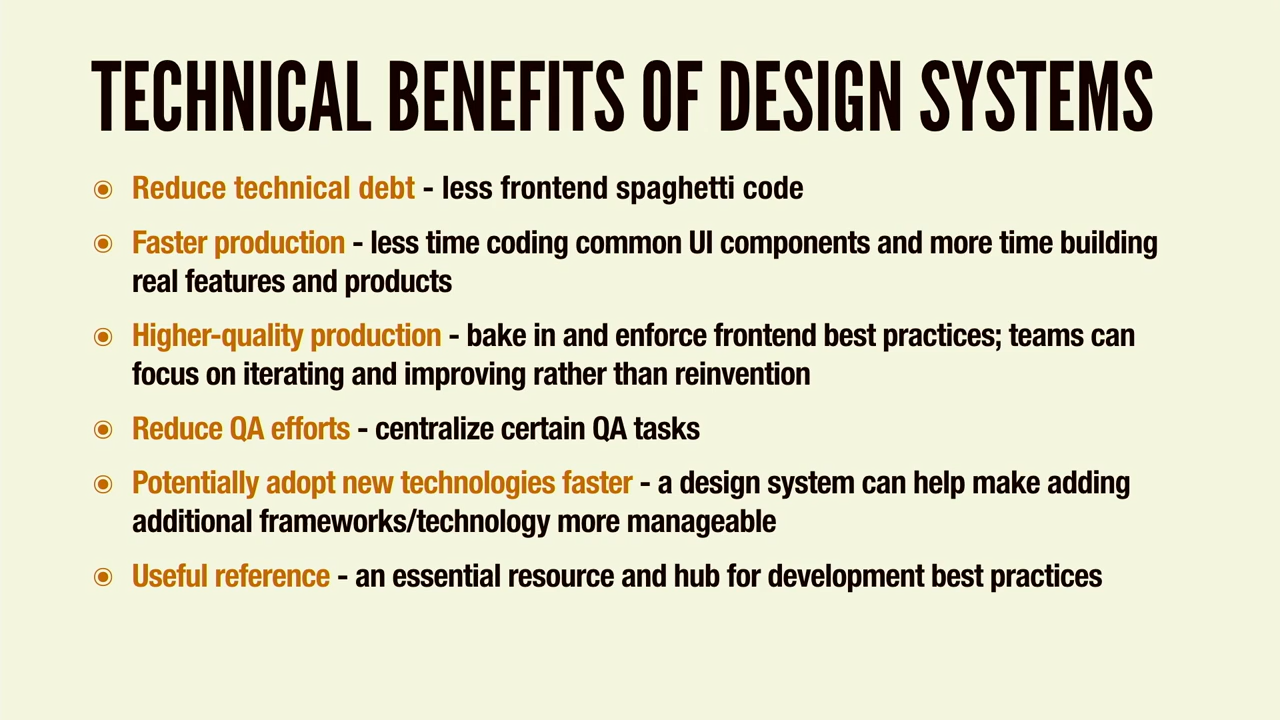 TECHNICAL BENEFITS OF DESIGN SYSTEMS
Reduce technical debt - less frontend spaghetti code
Faster production - less time coding common UI components and more time building
real features and products
Higher-quality production - bake in and enforce frontend best practices; teams can
focus on iterating and improving rather than reinvention
Reduce QA efforts - centralize certain QA tasks
Potentially adopt new technologies faster - a design system can help make adding
additional frameworks/technology more manageable
Useful reference - an essential resource and hub for development best practices